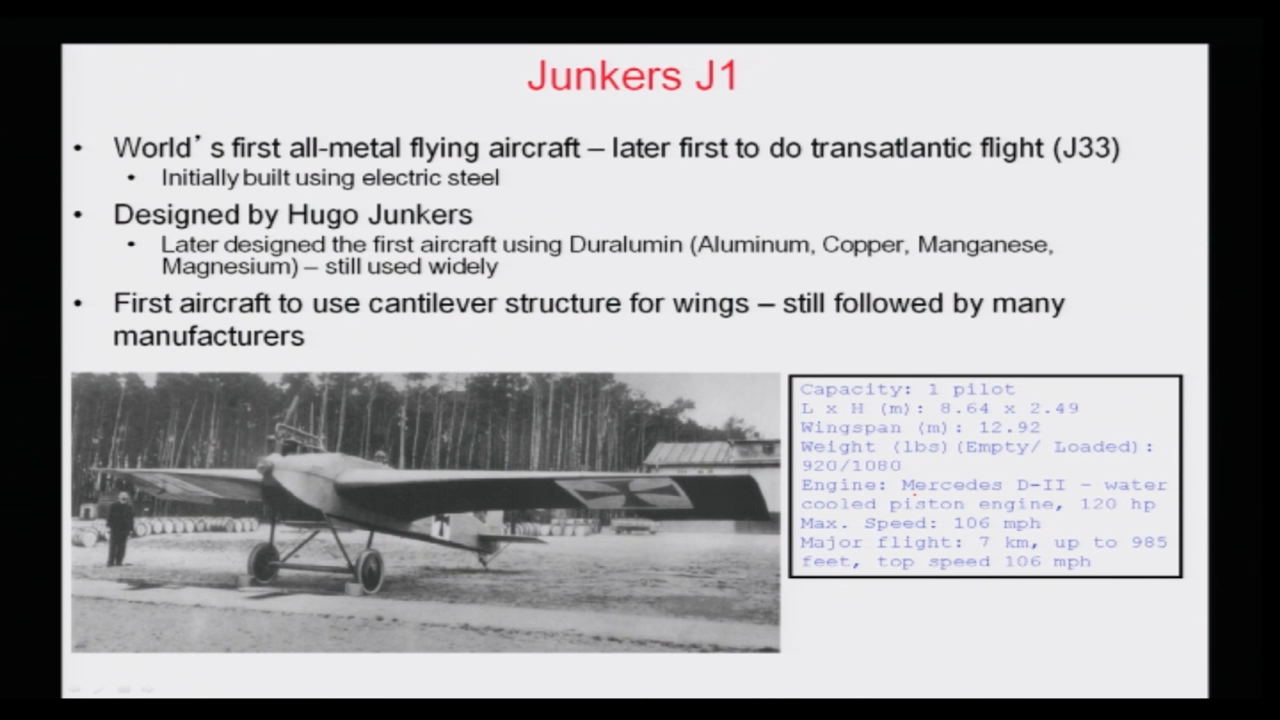 Junkers J1
• World's first all-metal flying aircraft – later first to do transatlantic flight (J33)
• Initially built using electric steel
• Designed by Hugo Junkers
• Later designed the first aircraft using Duralumin (Aluminum, Copper, Manganese,
Magnesium) – still used widely
• First aircraft to use cantilever structure for wings – still followed by many
manufacturers
Capacity: 1 pilot
L x H (m): 8.64 x 2.49
Wingspan (m): 12.92
Weight (lbs)(Empty/ Loaded):
920/1080
Engine: Mercedes D-II – water
cooled piston engine, 120 hp
Max. Speed: 106 mph
Major flight: 7 km, up to 985
feet, top speed 106 mph